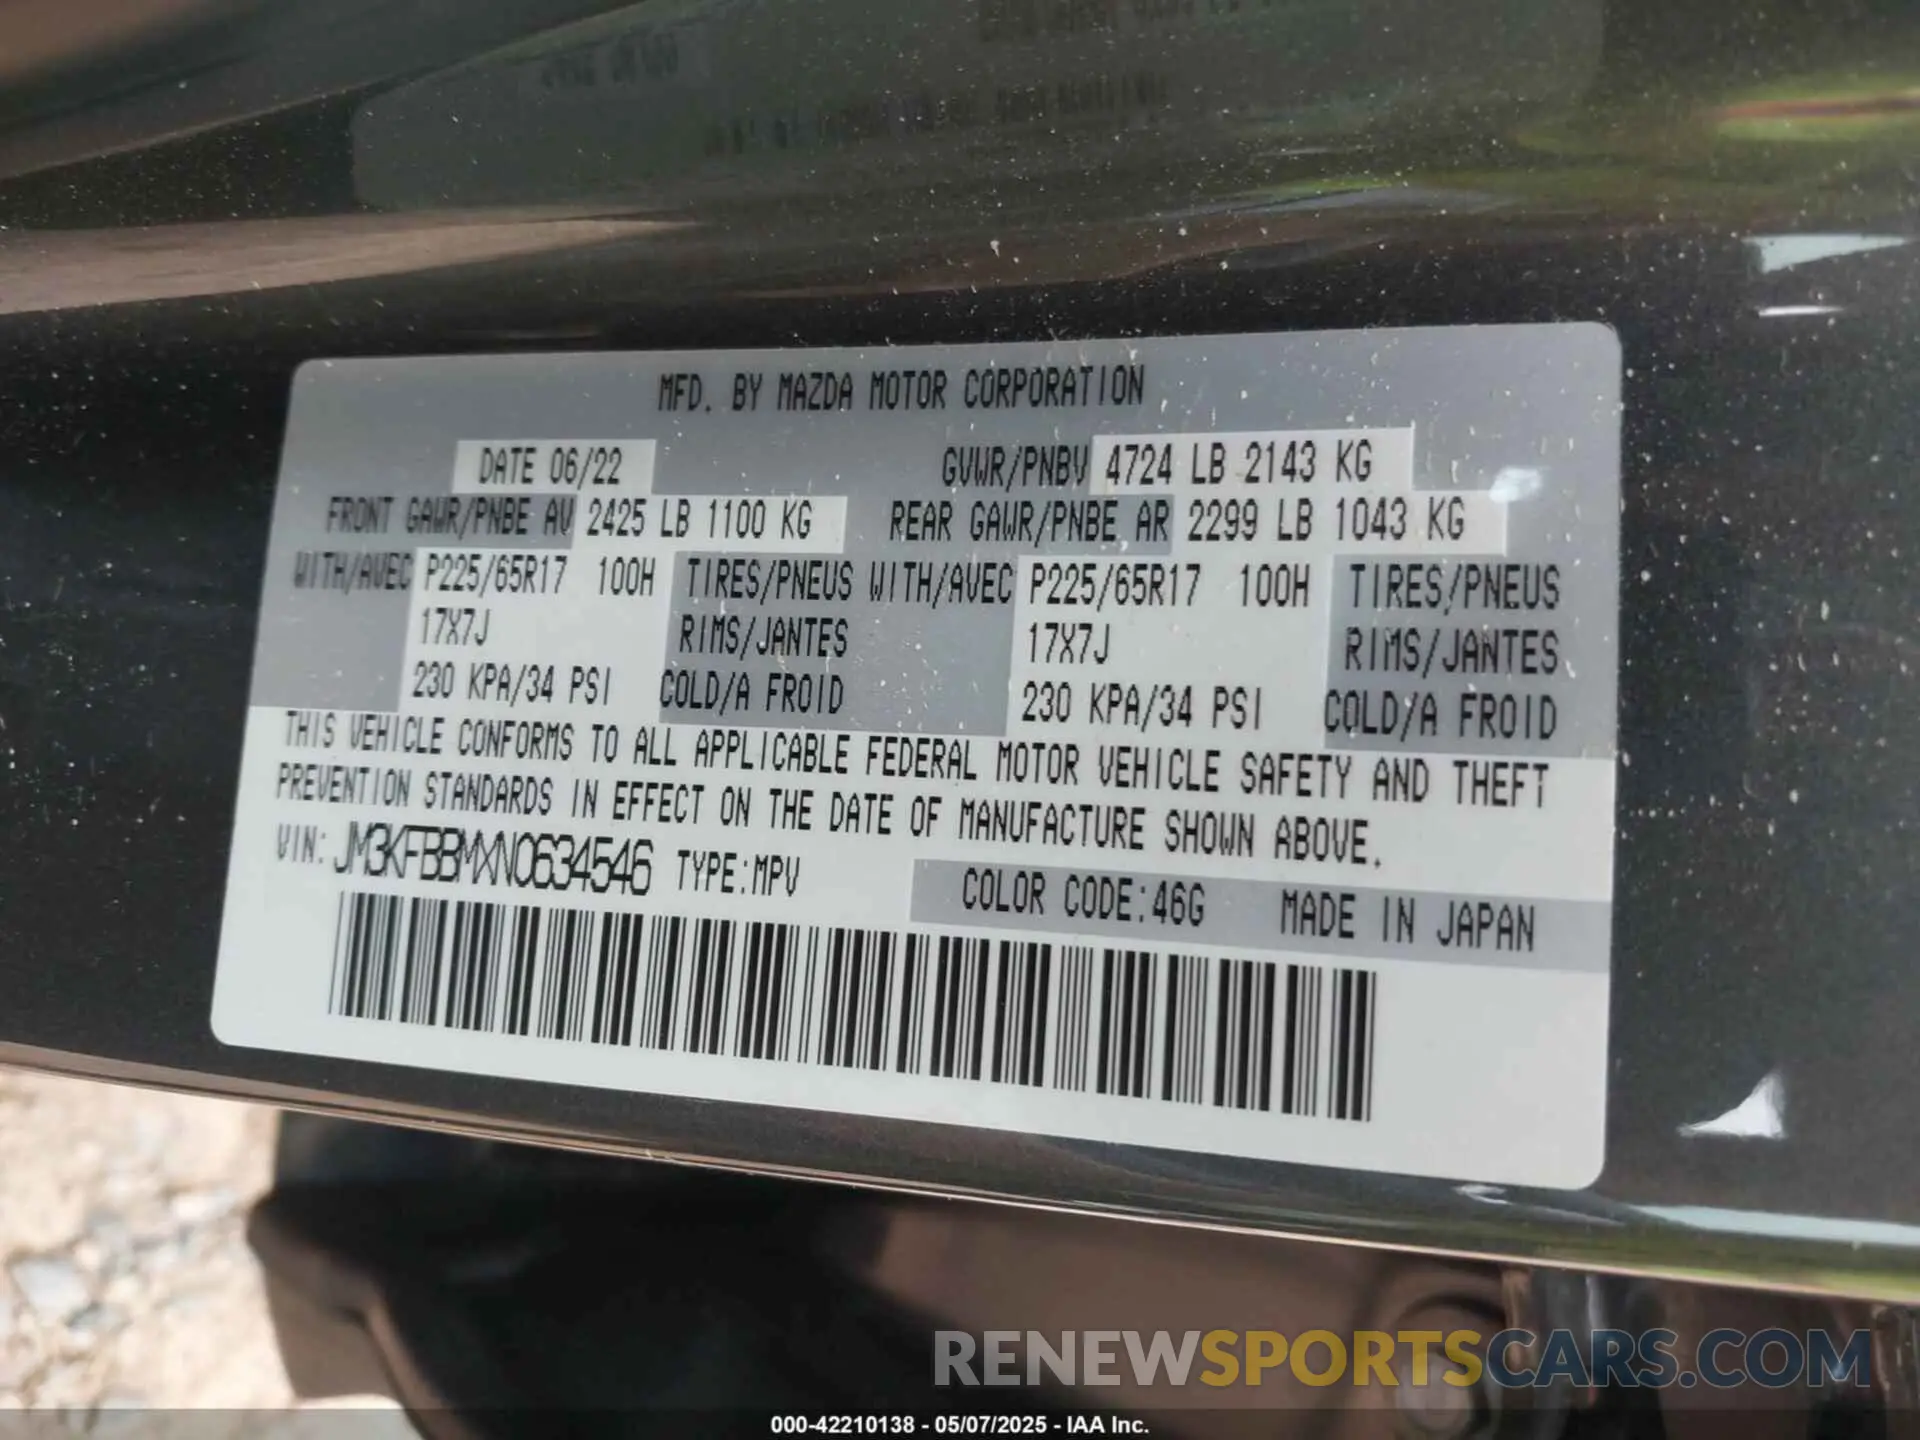 MFD. BY MAZDA MOTOR CORPORATION
DATE 06/22 GVWR/PNBV 4724 LB 2143 KG
FRONT GAWR/PNBE AV 2425 LB 1100 KG REAR GAWR/PNBE AR 2299 LB 1043 KG
WITH/AVEC P225/65R17 100H TIRES/PNEUS WITH/AVEC P225/65R17 100H TIRES/PNEUS
17X7J RIMS/JANTES 17X7J RIMS/JANTES
230 KPA/34 PSI COLD/A FROID 230 KPA/34 PSI COLD/A FROID
THIS VEHICLE CONFORMS TO ALL APPLICABLE FEDERAL MOTOR VEHICLE SAFETY AND THEFT
PREVENTION STANDARDS IN EFFECT ON THE DATE OF MANUFACTURE SHOWN ABOVE.
VIN: JM3KFBBMXN0634546 TYPE:MPV
COLOR CODE:46G MADE IN JAPAN
RENEWSPORTSCARS.COM
000-42210138 - 05/07/2025 - IAA Inc.